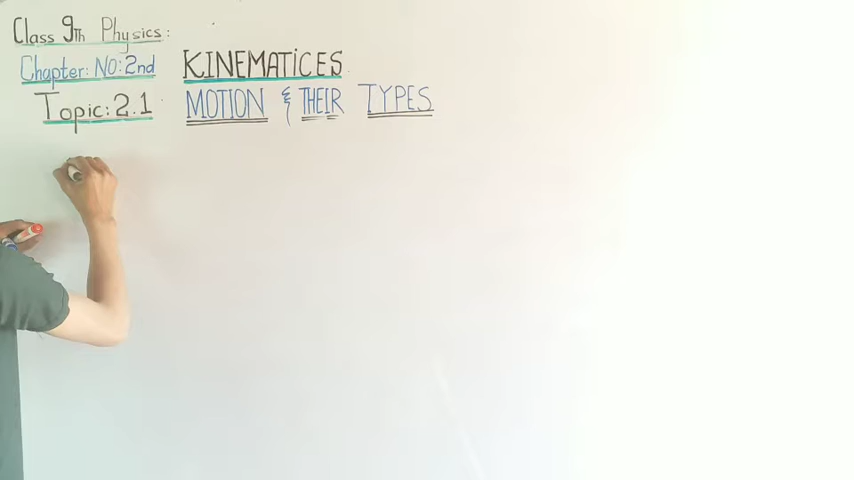 Class 9Th Physics:
Chapter: NO: 2nd KINEMATICES
Topic: 2.1 MOTION & THEIR TYPES